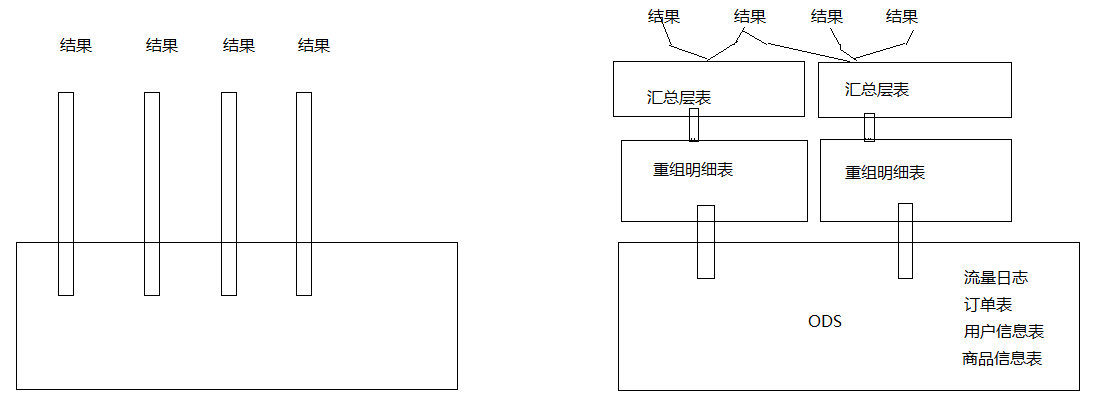 结果
结果
结果
结果
结果
结果
结果
结果
汇总层表
汇总层表
重组明细表
重组明细表
ODS
流量日志
订单表
用户信息表
商品信息表